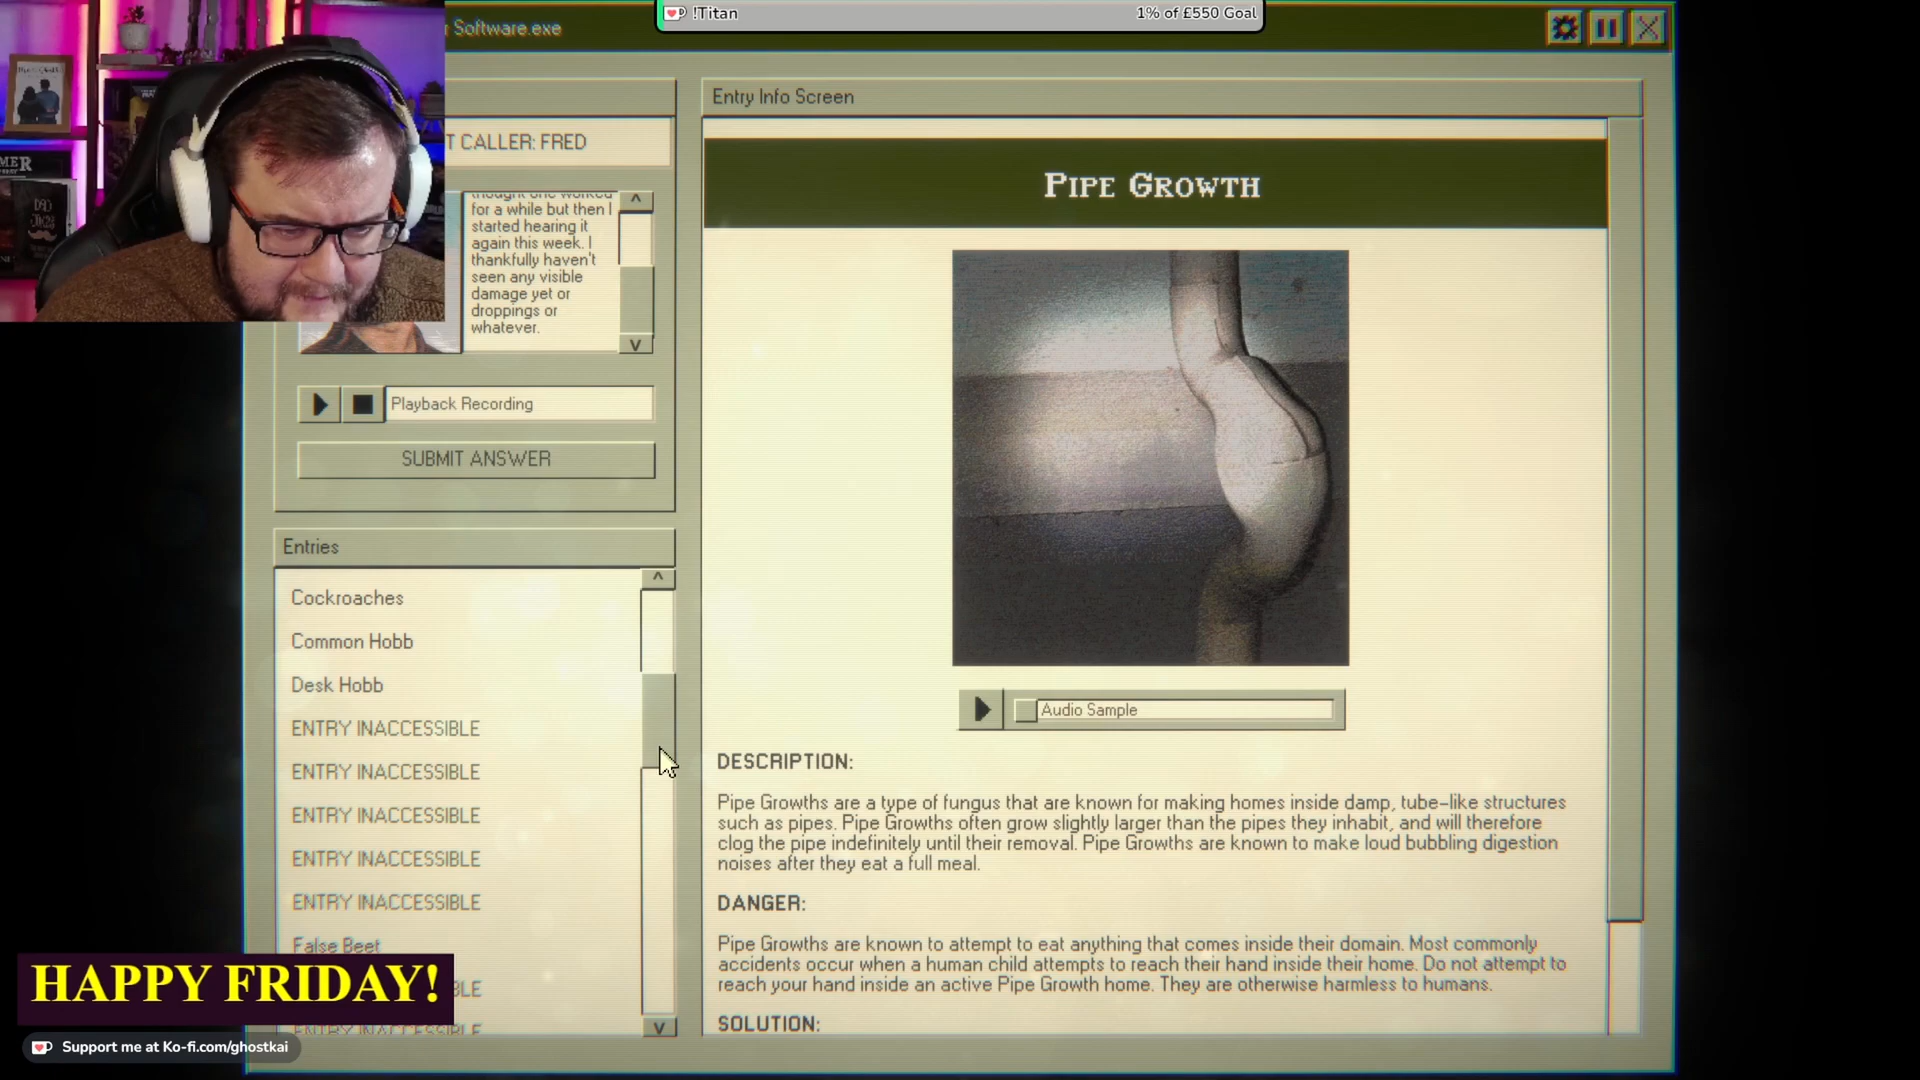 !Titan
1% of £550 Goal
Software.exe
Entry Info Screen
T CALLER: FRED
PIPE GROWTH
thought one worked
for a while but then I
started hearing it
again this week. I
thankfully haven't
seen any visible
damage yet or
droppings or
whatever.
Playback Recording
SUBMIT ANSWER
Entries
Cockroaches
Common Hobb
Desk Hobb
ENTRY INACCESSIBLE
ENTRY INACCESSIBLE
ENTRY INACCESSIBLE
ENTRY INACCESSIBLE
ENTRY INACCESSIBLE
False Beet
BLE
ENTRY INACCESSIBLE
Audio Sample
DESCRIPTION:
Pipe Growths are a type of fungus that are known for making homes inside damp, tube-like structures
such as pipes. Pipe Growths often grow slightly larger than the pipes they inhabit, and will therefore
clog the pipe indefinitely until their removal. Pipe Growths are known to make loud bubbling digestion
noises after they eat a full meal.
DANGER:
Pipe Growths are known to attempt to eat anything that comes inside their domain. Most commonly
accidents occur when a human child attempts to reach their hand inside their home. Do not attempt to
reach your hand inside an active Pipe Growth home. They are otherwise harmless to humans.
SOLUTION:
HAPPY FRIDAY!
Support me at Ko-fi.com/ghostkai